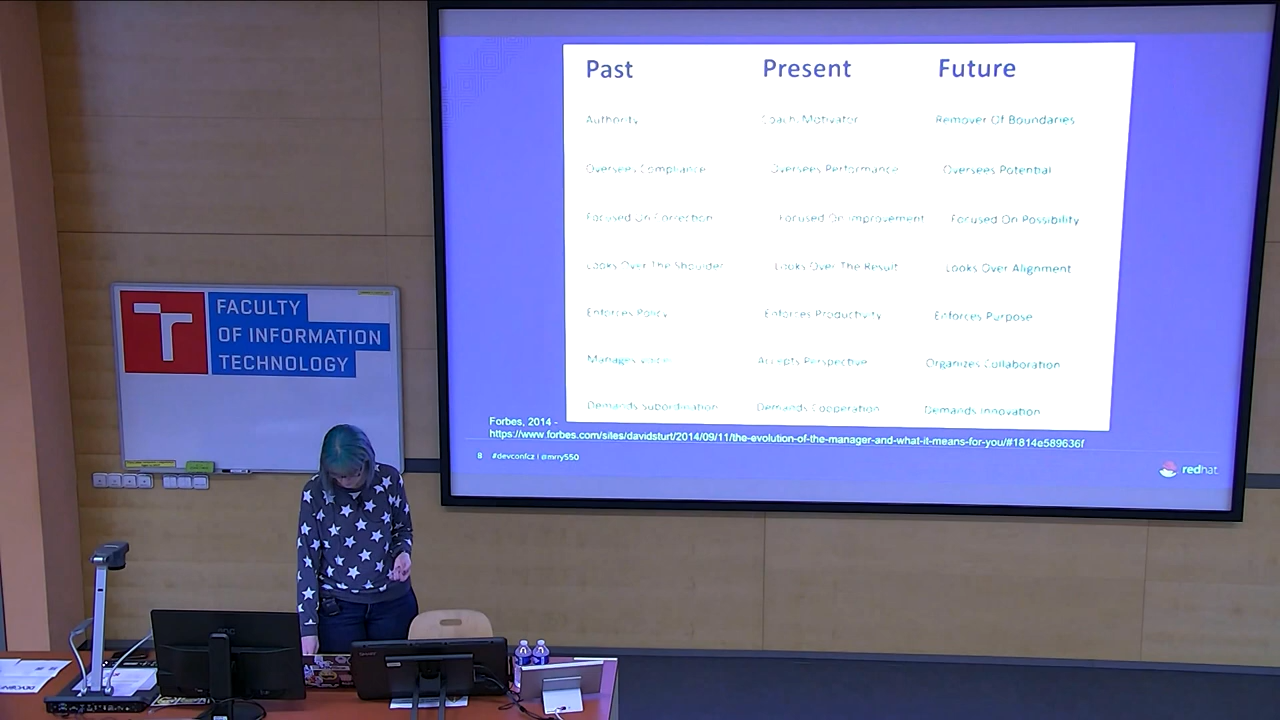 Past Present Future
Authority Coach, Motivator Remover Of Boundaries
Oversees Compliance Oversees Performance Oversees Potential
Focused On Correction Focused On Improvement Focused On Possibility
Looks Over The Shoulder Looks Over The Result Looks Over Alignment
Enforces Policy Enforces Productivity Enforces Purpose
Manages Accepts Perspective Organizes Collaboration
Demands Subordination Demands Cooperation Demands Innovation
Forbes, 2014 -
https://www.forbes.com/sites/davidsturt/2014/09/11/the-evolution-of-the-manager-and-what-it-means-for-you/#1814e589636f
8 #devconfcz | @mrry550
redhat
FACULTY
OF INFORMATION
TECHNOLOGY